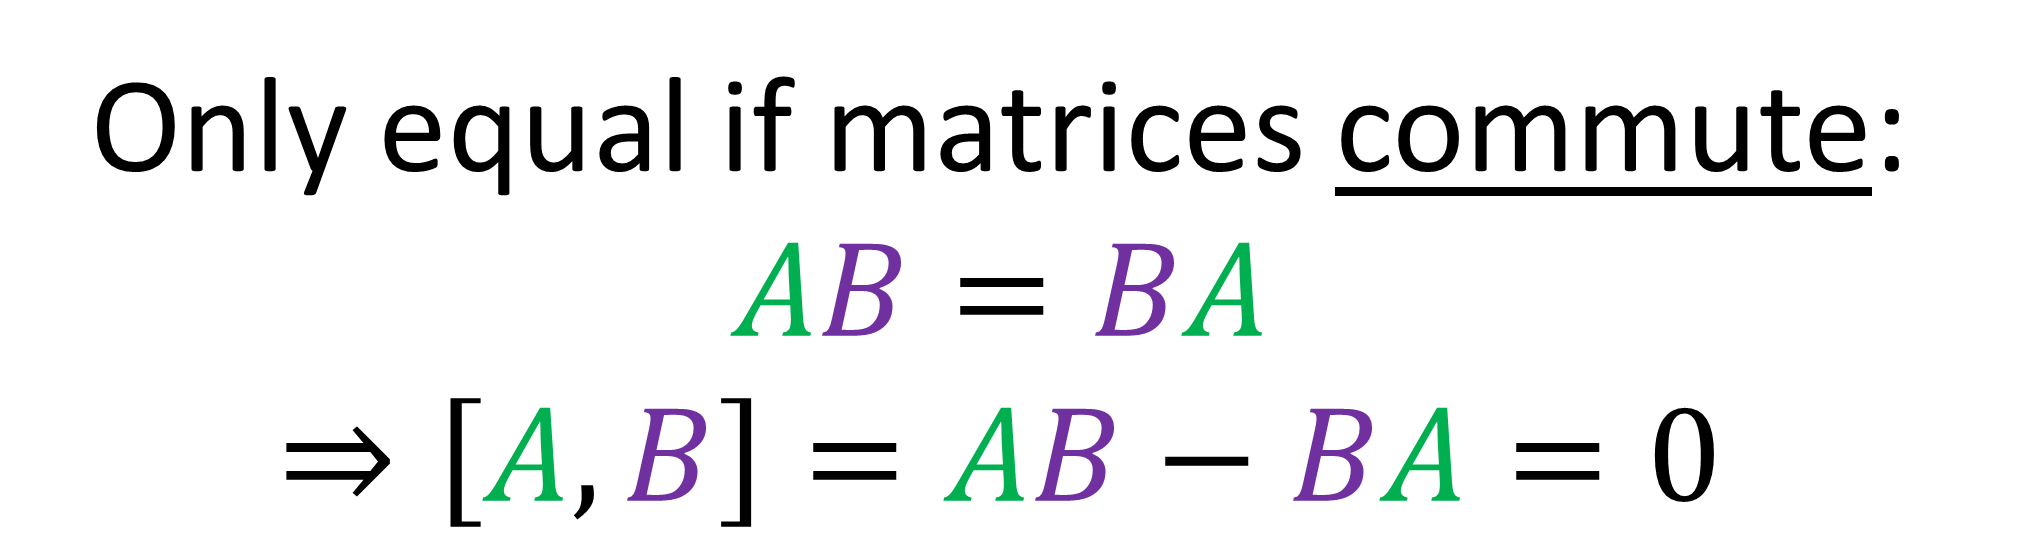 Only equal if matrices commute:
AB = BA
⇒ [A, B] = AB − BA = 0